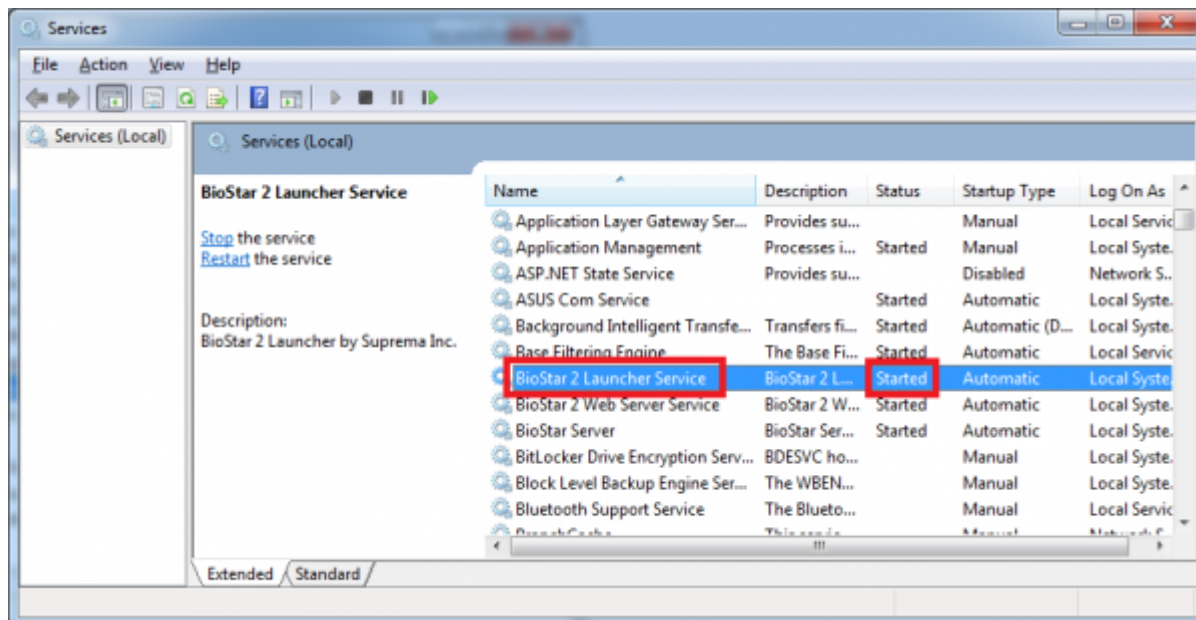 Services
File Action View Help
Services (Local)
Services (Local)
BioStar 2 Launcher Service
Stop the service
Restart the service
Description:
BioStar 2 Launcher by Suprema Inc.
Name Description Status Startup Type Log On As
Application Layer Gateway Ser... Provides su... Manual Local Servic
Application Management Processes i... Started Manual Local Syste.
ASP.NET State Service Provides su... Disabled Network S..
ASUS Com Service Started Automatic Local Syste.
Background Intelligent Transfe... Transfers fi... Started Automatic (D... Local Syste.
Base Filtering Engine The Base Fi... Started Automatic Local Servic
BioStar 2 Launcher Service BioStar 2 L... Started Automatic Local Syste
BioStar 2 Web Server Service BioStar 2 W... Started Automatic Local Syste.
BioStar Server BioStar Ser... Started Automatic Local Syste.
BitLocker Drive Encryption Serv... BDESVC ho... Manual Local Syste.
Block Level Backup Engine Ser... The WBEN... Manual Local Syste.
Bluetooth Support Service The Blueto... Manual Local Servic
Extended Standard